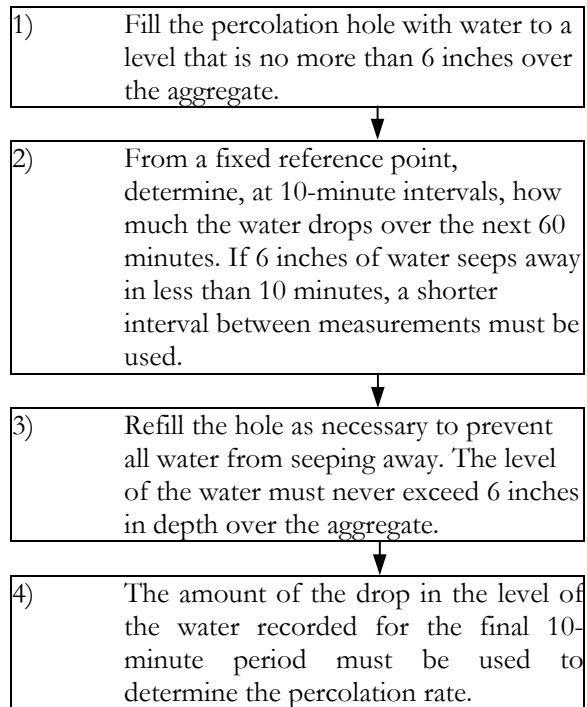 1) Fill the percolation hole with water to a
level that is no more than 6 inches over
the aggregate.
2) From a fixed reference point,
determine, at 10-minute intervals, how
much the water drops over the next 60
minutes. If 6 inches of water seeps away
in less than 10 minutes, a shorter
interval between measurements must be
used.
3) Refill the hole as necessary to prevent
all water from seeping away. The level
of the water must never exceed 6 inches
in depth over the aggregate.
4) The amount of the drop in the level of
the water recorded for the final 10-
minute period must be used to
determine the percolation rate.